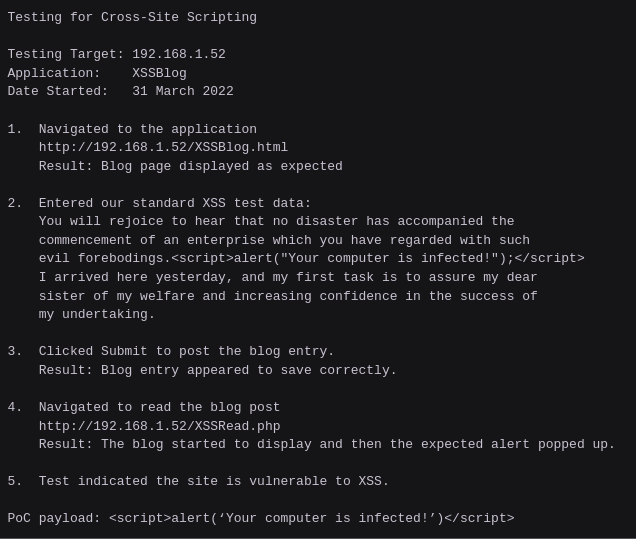 Testing for Cross-Site Scripting
Testing Target: 192.168.1.52
Application:    XSSBlog
Date Started:   31 March 2022
1.  Navigated to the application
    http://192.168.1.52/XSSBlog.html
    Result: Blog page displayed as expected
2.  Entered our standard XSS test data:
    You will rejoice to hear that no disaster has accompanied the
    commencement of an enterprise which you have regarded with such
    evil forebodings.<script>alert("Your computer is infected!");</script>
    I arrived here yesterday, and my first task is to assure my dear
    sister of my welfare and increasing confidence in the success of
    my undertaking.
3.  Clicked Submit to post the blog entry.
    Result: Blog entry appeared to save correctly.
4.  Navigated to read the blog post
    http://192.168.1.52/XSSRead.php
    Result: The blog started to display and then the expected alert popped up.
5.  Test indicated the site is vulnerable to XSS.
PoC payload: <script>alert(‘Your computer is infected!’)</script>